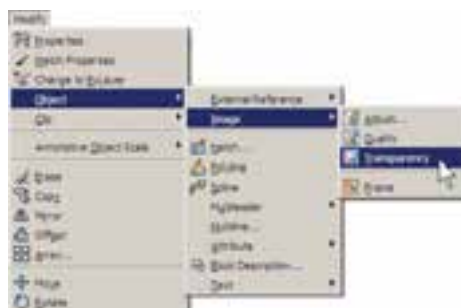 Modify
Properties
Match Properties
Change to ByLayer
Object
Clip
Annotative Object Scale
Erase
Copy
Mirror
Offset
Array...
Move
Rotate
External Reference
Image
Hatch...
Polyline
Spline
Multileader
Multiline...
Attribute
Block Description...
Text
Adjust...
Quality
Transparency
Frame